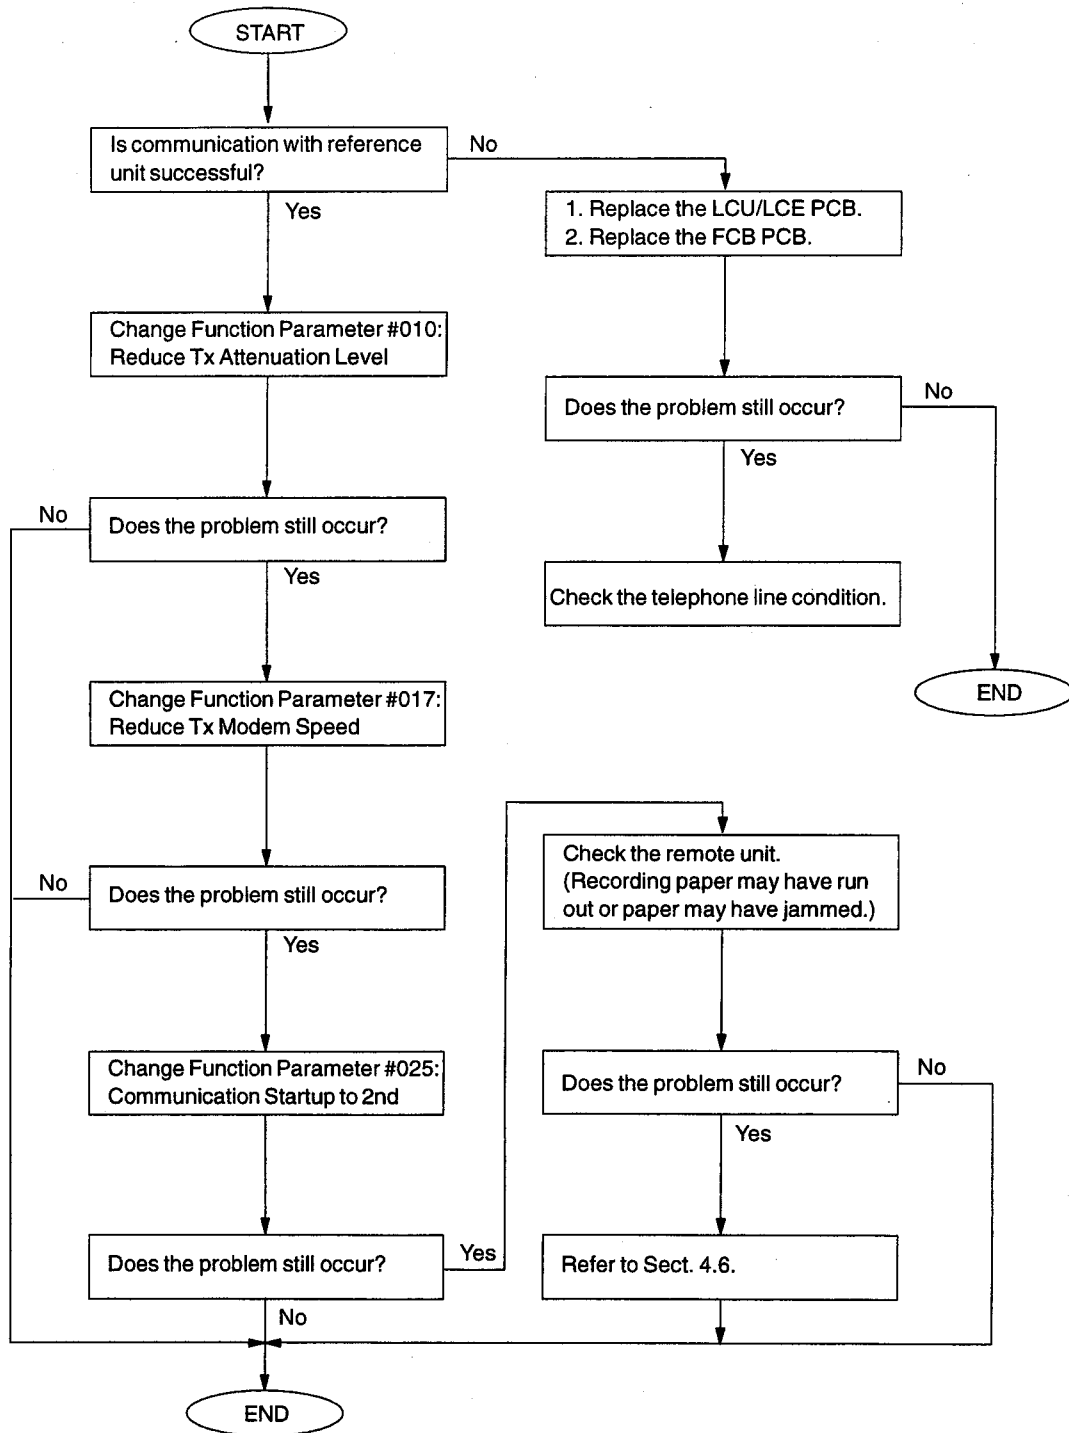 START
Is communication with reference
unit successful?
No
Yes
1. Replace the LCU/LCE PCB.
2. Replace the FCB PCB.
Change Function Parameter #010:
Reduce Tx Attenuation Level
Does the problem still occur?
No
Yes
No
Does the problem still occur?
Yes
Check the telephone line condition.
END
Change Function Parameter #017:
Reduce Tx Modem Speed
No
Does the problem still occur?
Yes
Check the remote unit.
(Recording paper may have run
out or paper may have jammed.)
Change Function Parameter #025:
Communication Startup to 2nd
Does the problem still occur?
No
Yes
Does the problem still occur?
Yes
No
Refer to Sect. 4.6.
END